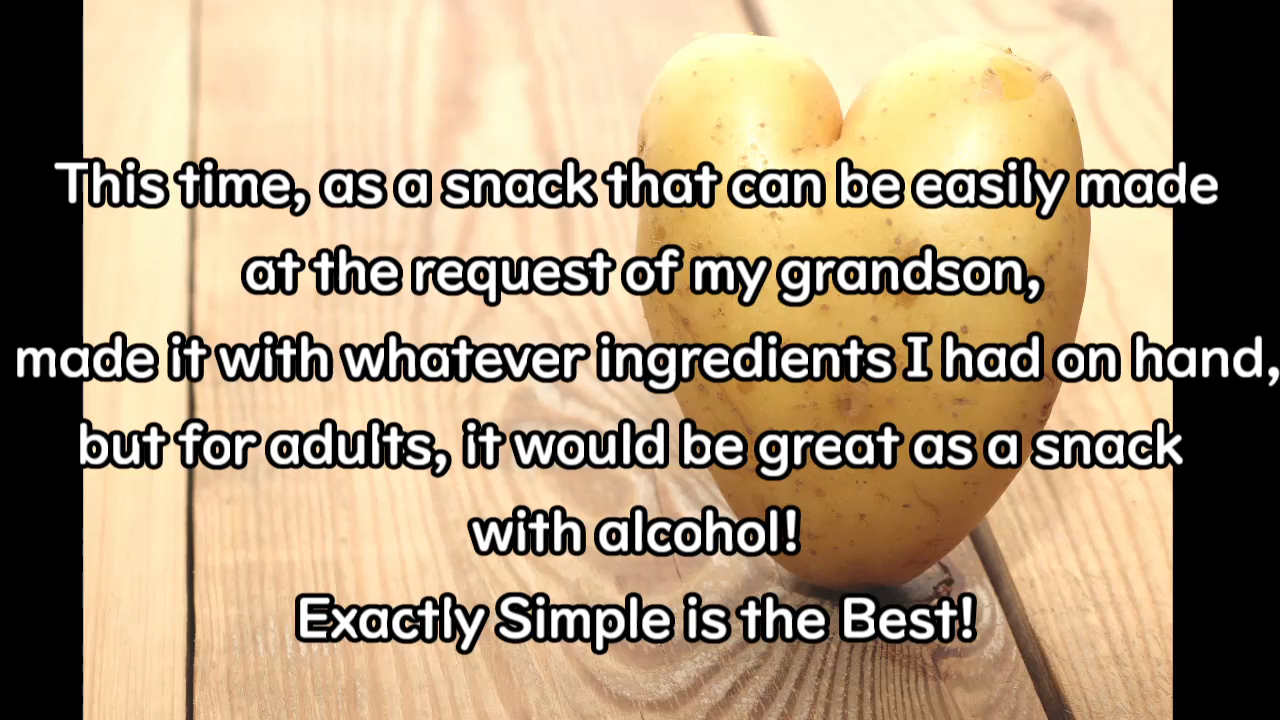 This time, as a snack that can be easily made
at the request of my grandson,
made it with whatever ingredients I had on hand,
but for adults, it would be great as a snack
with alcohol!
Exactly Simple is the Best!